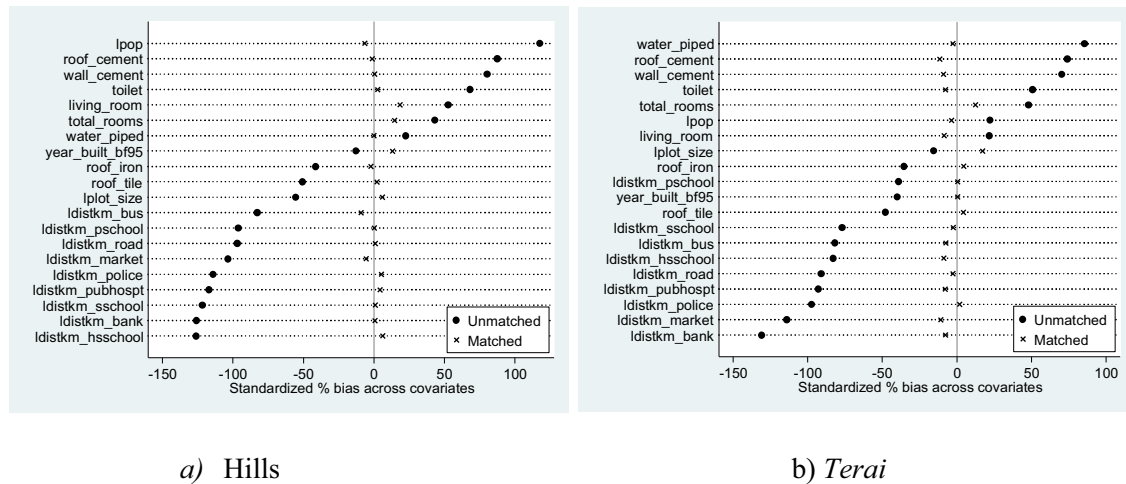 lpop
roof_cement
wall_cement
toilet
living_room
total_rooms
water_piped
year_built_bf95
roof_iron
roof_tile
lplot_size
ldistkm_bus
ldistkm_pschool
ldistkm_road
ldistkm_market
ldistkm_police
ldistkm_pubhospt
ldistkm_sschool
ldistkm_bank
ldistkm_hsschool
Unmatched
Matched
-150 -100 -50 0 50 100
Standardized % bias across covariates
water_piped
roof_cement
wall_cement
toilet
total_rooms
lpop
living_room
lplot_size
roof_iron
ldistkm_pschool
year_built_bf95
roof_tile
ldistkm_sschool
ldistkm_bus
ldistkm_hsschool
ldistkm_road
ldistkm_pubhospt
ldistkm_police
ldistkm_market
ldistkm_bank
Unmatched
Matched
-150 -100 -50 0 50 100
Standardized % bias across covariates
a) Hills
b) Terai